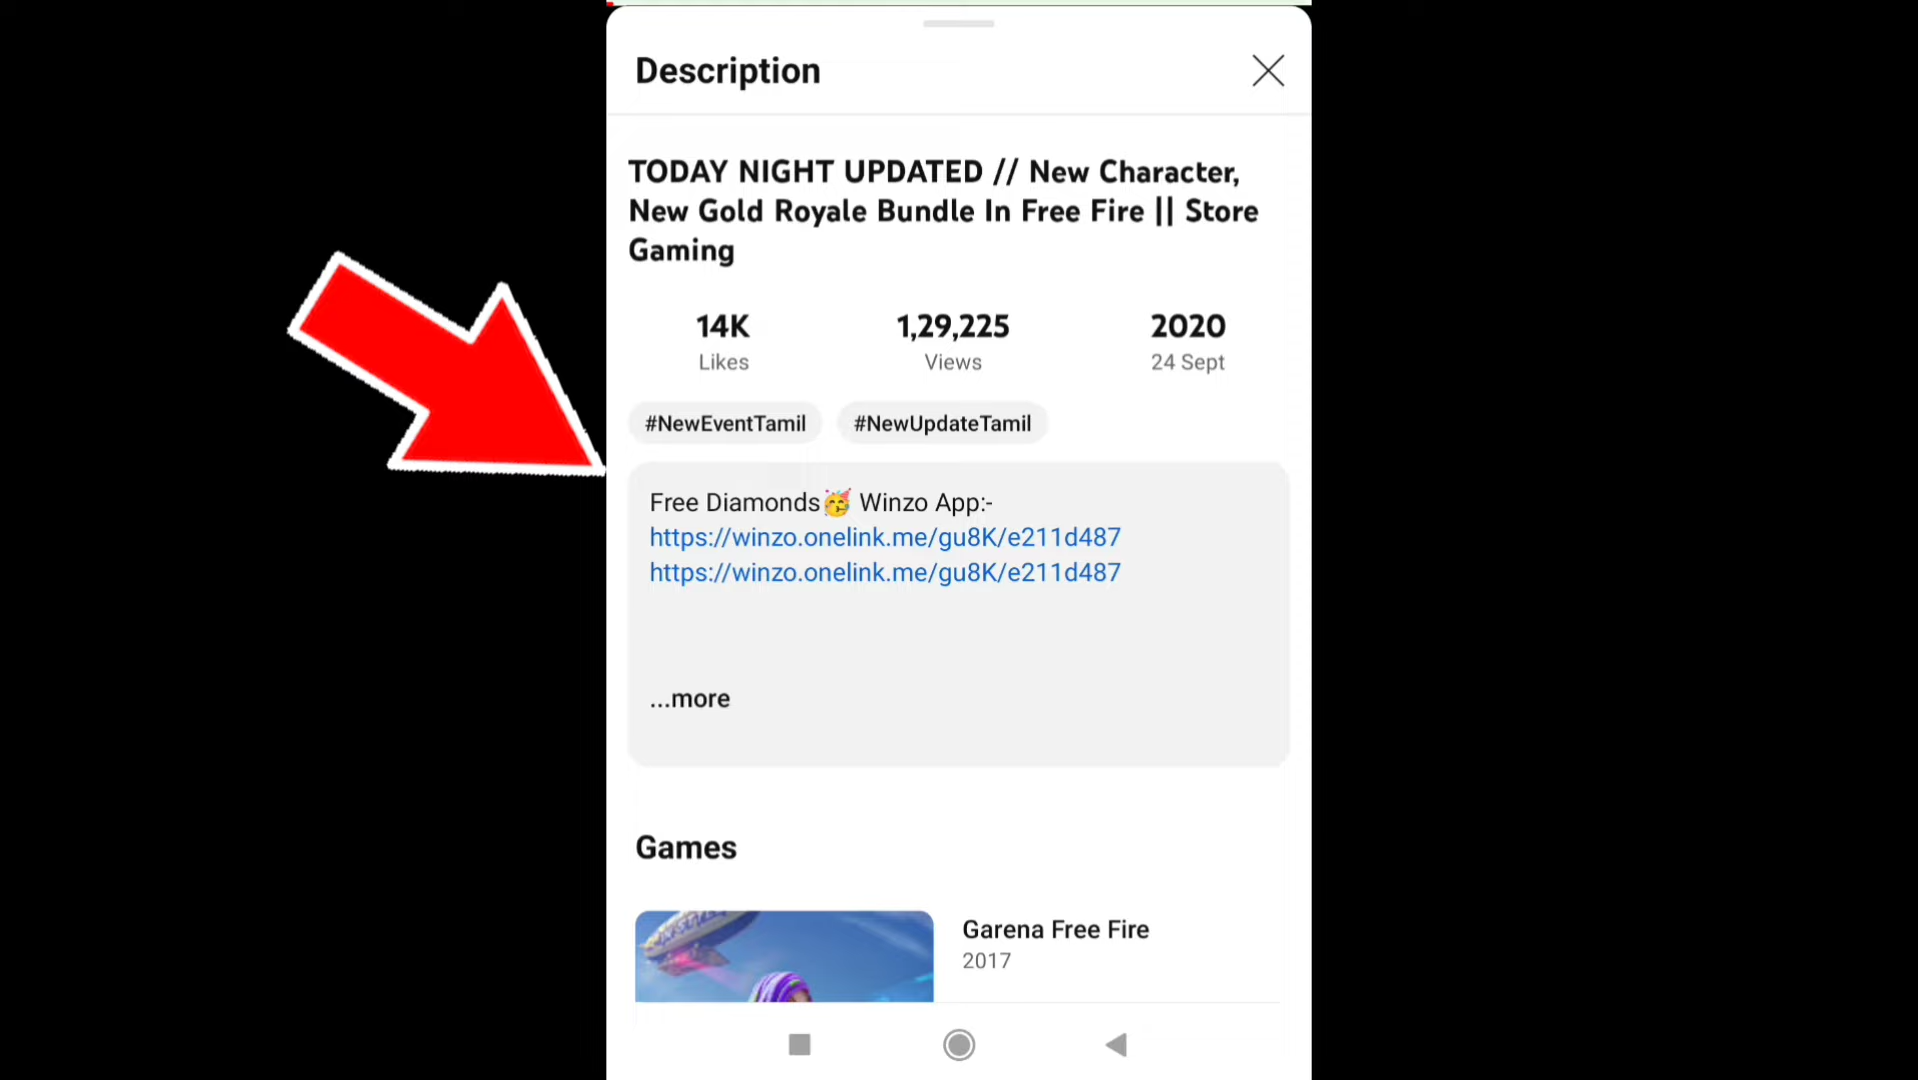 Description
TODAY NIGHT UPDATED // New Character,
New Gold Royale Bundle In Free Fire || Store
Gaming
14K
Likes
1,29,225
Views
2020
24 Sept
#NewEventTamil
#NewUpdateTamil
Free Diamonds🥳 Winzo App:-
https://winzo.onelink.me/gu8K/e211d487
https://winzo.onelink.me/gu8K/e211d487
...more
Games
Garena Free Fire
2017